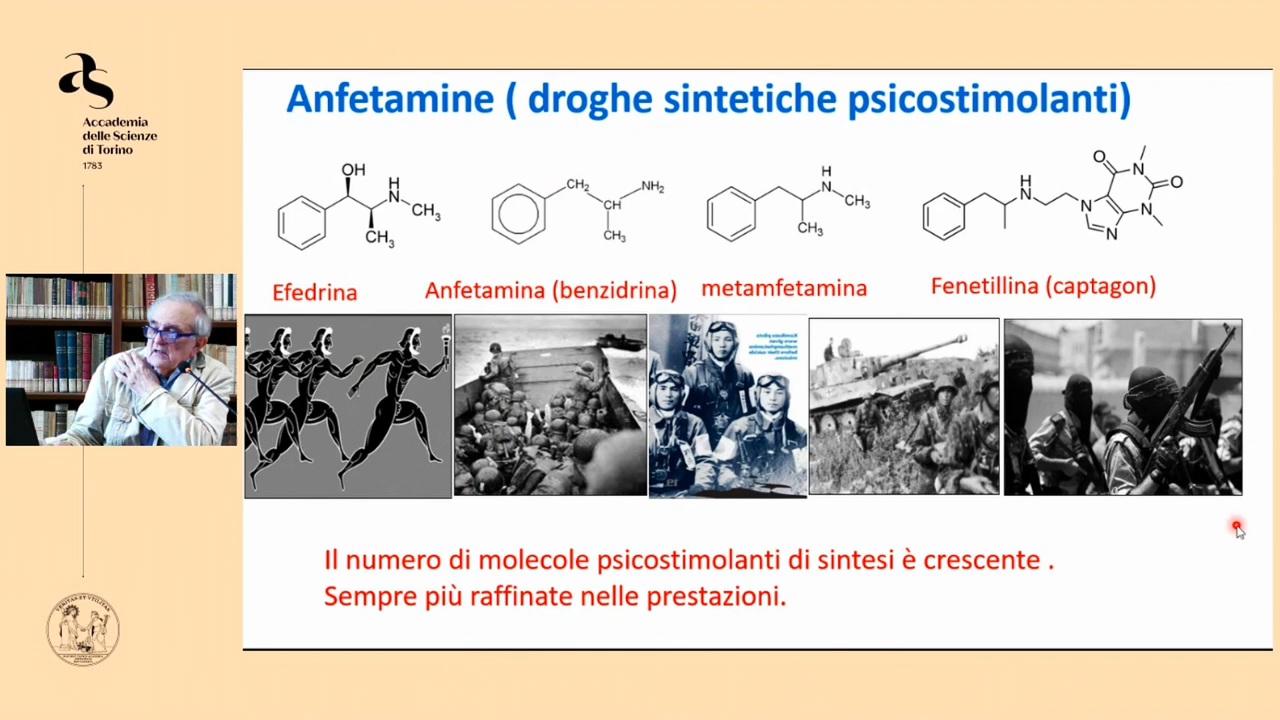 Accademia
delle Scienze
di Torino
1783
Anfetamine ( droghe sintetiche psicostimolanti)
OH
H
N
CH3
CH3
CH2
NH2
CH
CH3
H
N
CH3
CH3
H
N
N
N
O
N
O
N
Efedrina
Anfetamina (benzidrina)
metamfetamina
Fenetillina (captagon)
Il numero di molecole psicostimolanti di sintesi è crescente .
Sempre più raffinate nelle prestazioni.